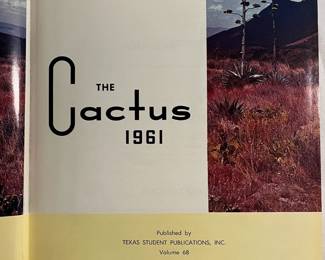 THE
Cactus
1961
Published by
TEXAS STUDENT PUBLICATIONS, INC.
Volume 68